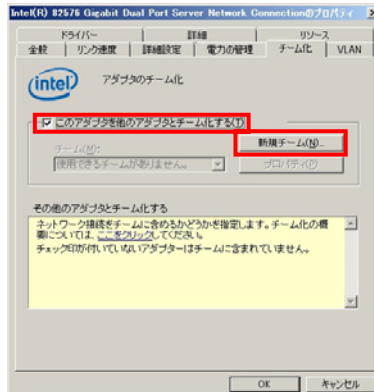 Intel(R) 82576 Gigabit Dual Port Server Network Connectionのプロパティ
ドライバー 詳細 リソース
全般 リンク速度 詳細設定 電力の管理 チーム化 VLAN
intel アダプタのチーム化
このアダプタを他のアダプタとチーム化する(T)
新規チーム(N)...
チーム(M):
使用できるチームがありません。 プロパティ(P)
その他のアダプタとチーム化する
ネットワーク接続をチームに含めるかどうかを指定します。チーム化の概
要については、ここをクリックしてください。
チェック印が付いていないアダプターはチームに含まれていません。
OK キャンセル